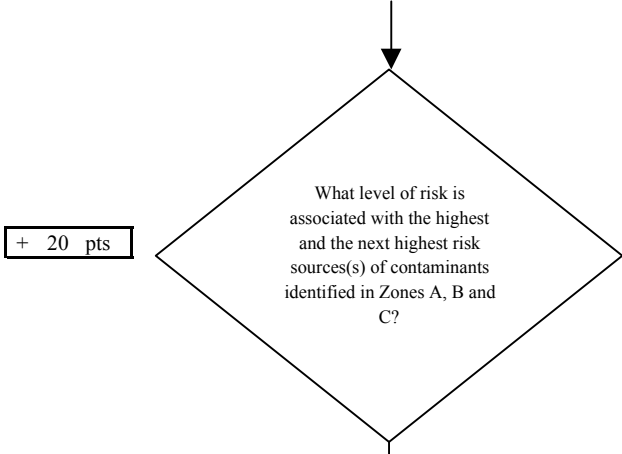 What level of risk is
associated with the highest
and the next highest risk
sources(s) of contaminants
identified in Zones A, B and
C?
+ 20 pts